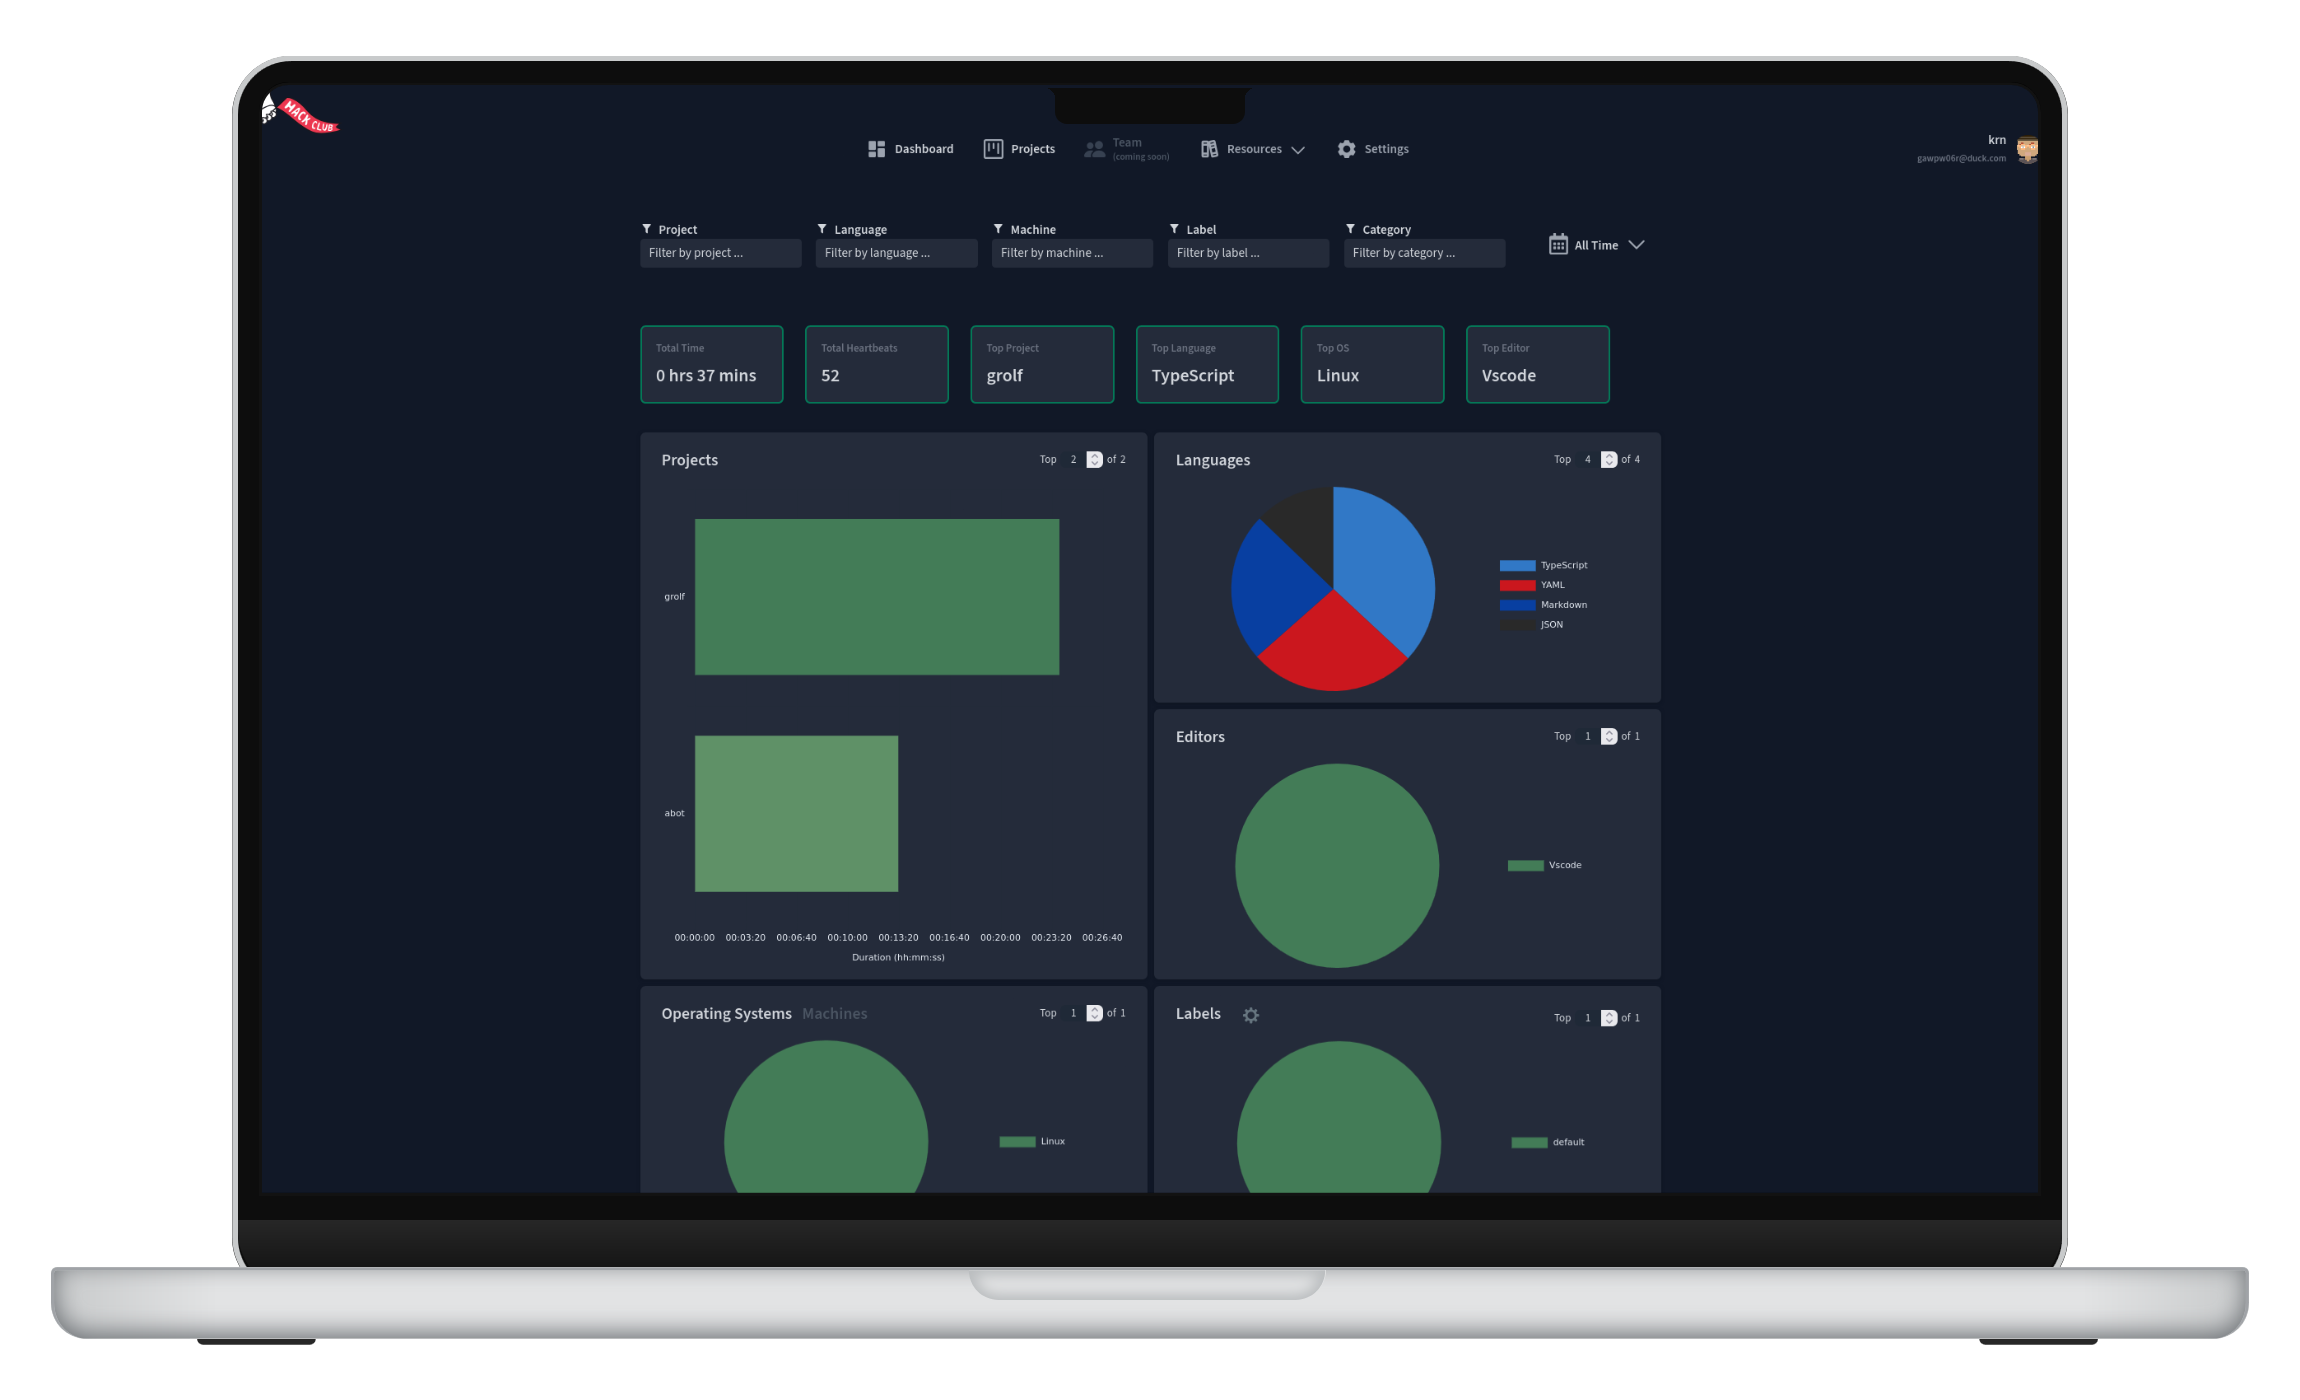 HACK CLUB
Dashboard
Projects
Team
(coming soon)
Resources
Settings
krn
gawpw06r@duck.com
Project
Filter by project ...
Language
Filter by language ...
Machine
Filter by machine ...
Label
Filter by label ...
Category
Filter by category ...
All Time
Total Time
0 hrs 37 mins
Total Heartbeats
52
Top Project
grolf
Top Language
TypeScript
Top OS
Linux
Top Editor
Vscode
Projects
Top 2 of 2
grolf
abot
00:00:00 00:03:20 00:06:40 00:10:00 00:13:20 00:16:40 00:20:00 00:23:20 00:26:40
Duration (hh:mm:ss)
Languages
Top 4 of 4
TypeScript
YAML
Markdown
JSON
Editors
Top 1 of 1
Vscode
Operating Systems Machines
Top 1 of 1
Linux
Labels
Top 1 of 1
default